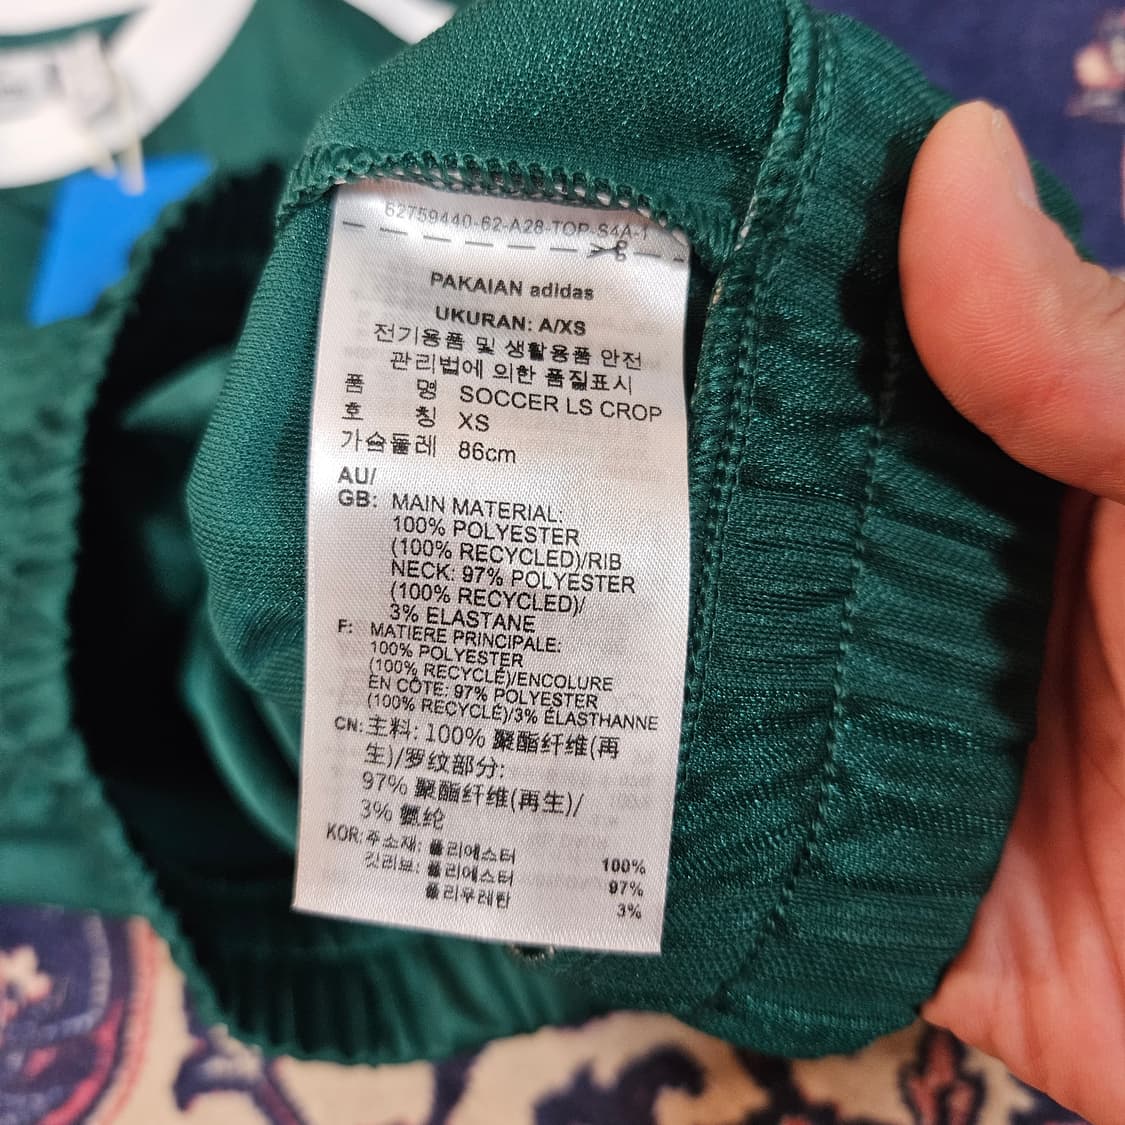 62759440-62-A28-TOP-S4A-1
PAKAIAN adidas
UKURAN: A/XS
전기용품 및 생활용품 안전
관리법에 의한 품질표시
품 명 SOCCER LS CROP
호 칭 XS
가슴둘레 86cm
AU/
GB: MAIN MATERIAL:
100% POLYESTER
(100% RECYCLED)/RIB
NECK: 97% POLYESTER
(100% RECYCLED)/
3% ELASTANE
F: MATIERE PRINCIPALE:
100% POLYESTER
(100% RECYCLÉ)/ENCOLURE
EN CÔTE: 97% POLYESTER
(100% RECYCLÉ)/3% ÉLASTHANNE
CN: 主料: 100% 聚酯纤维(再
生)/罗纹部分:
97% 聚酯纤维(再生)/
3% 氨纶
KOR: 주소재: 폴리에스터 100%
깃리브: 폴리에스터 97%
폴리우레탄 3%